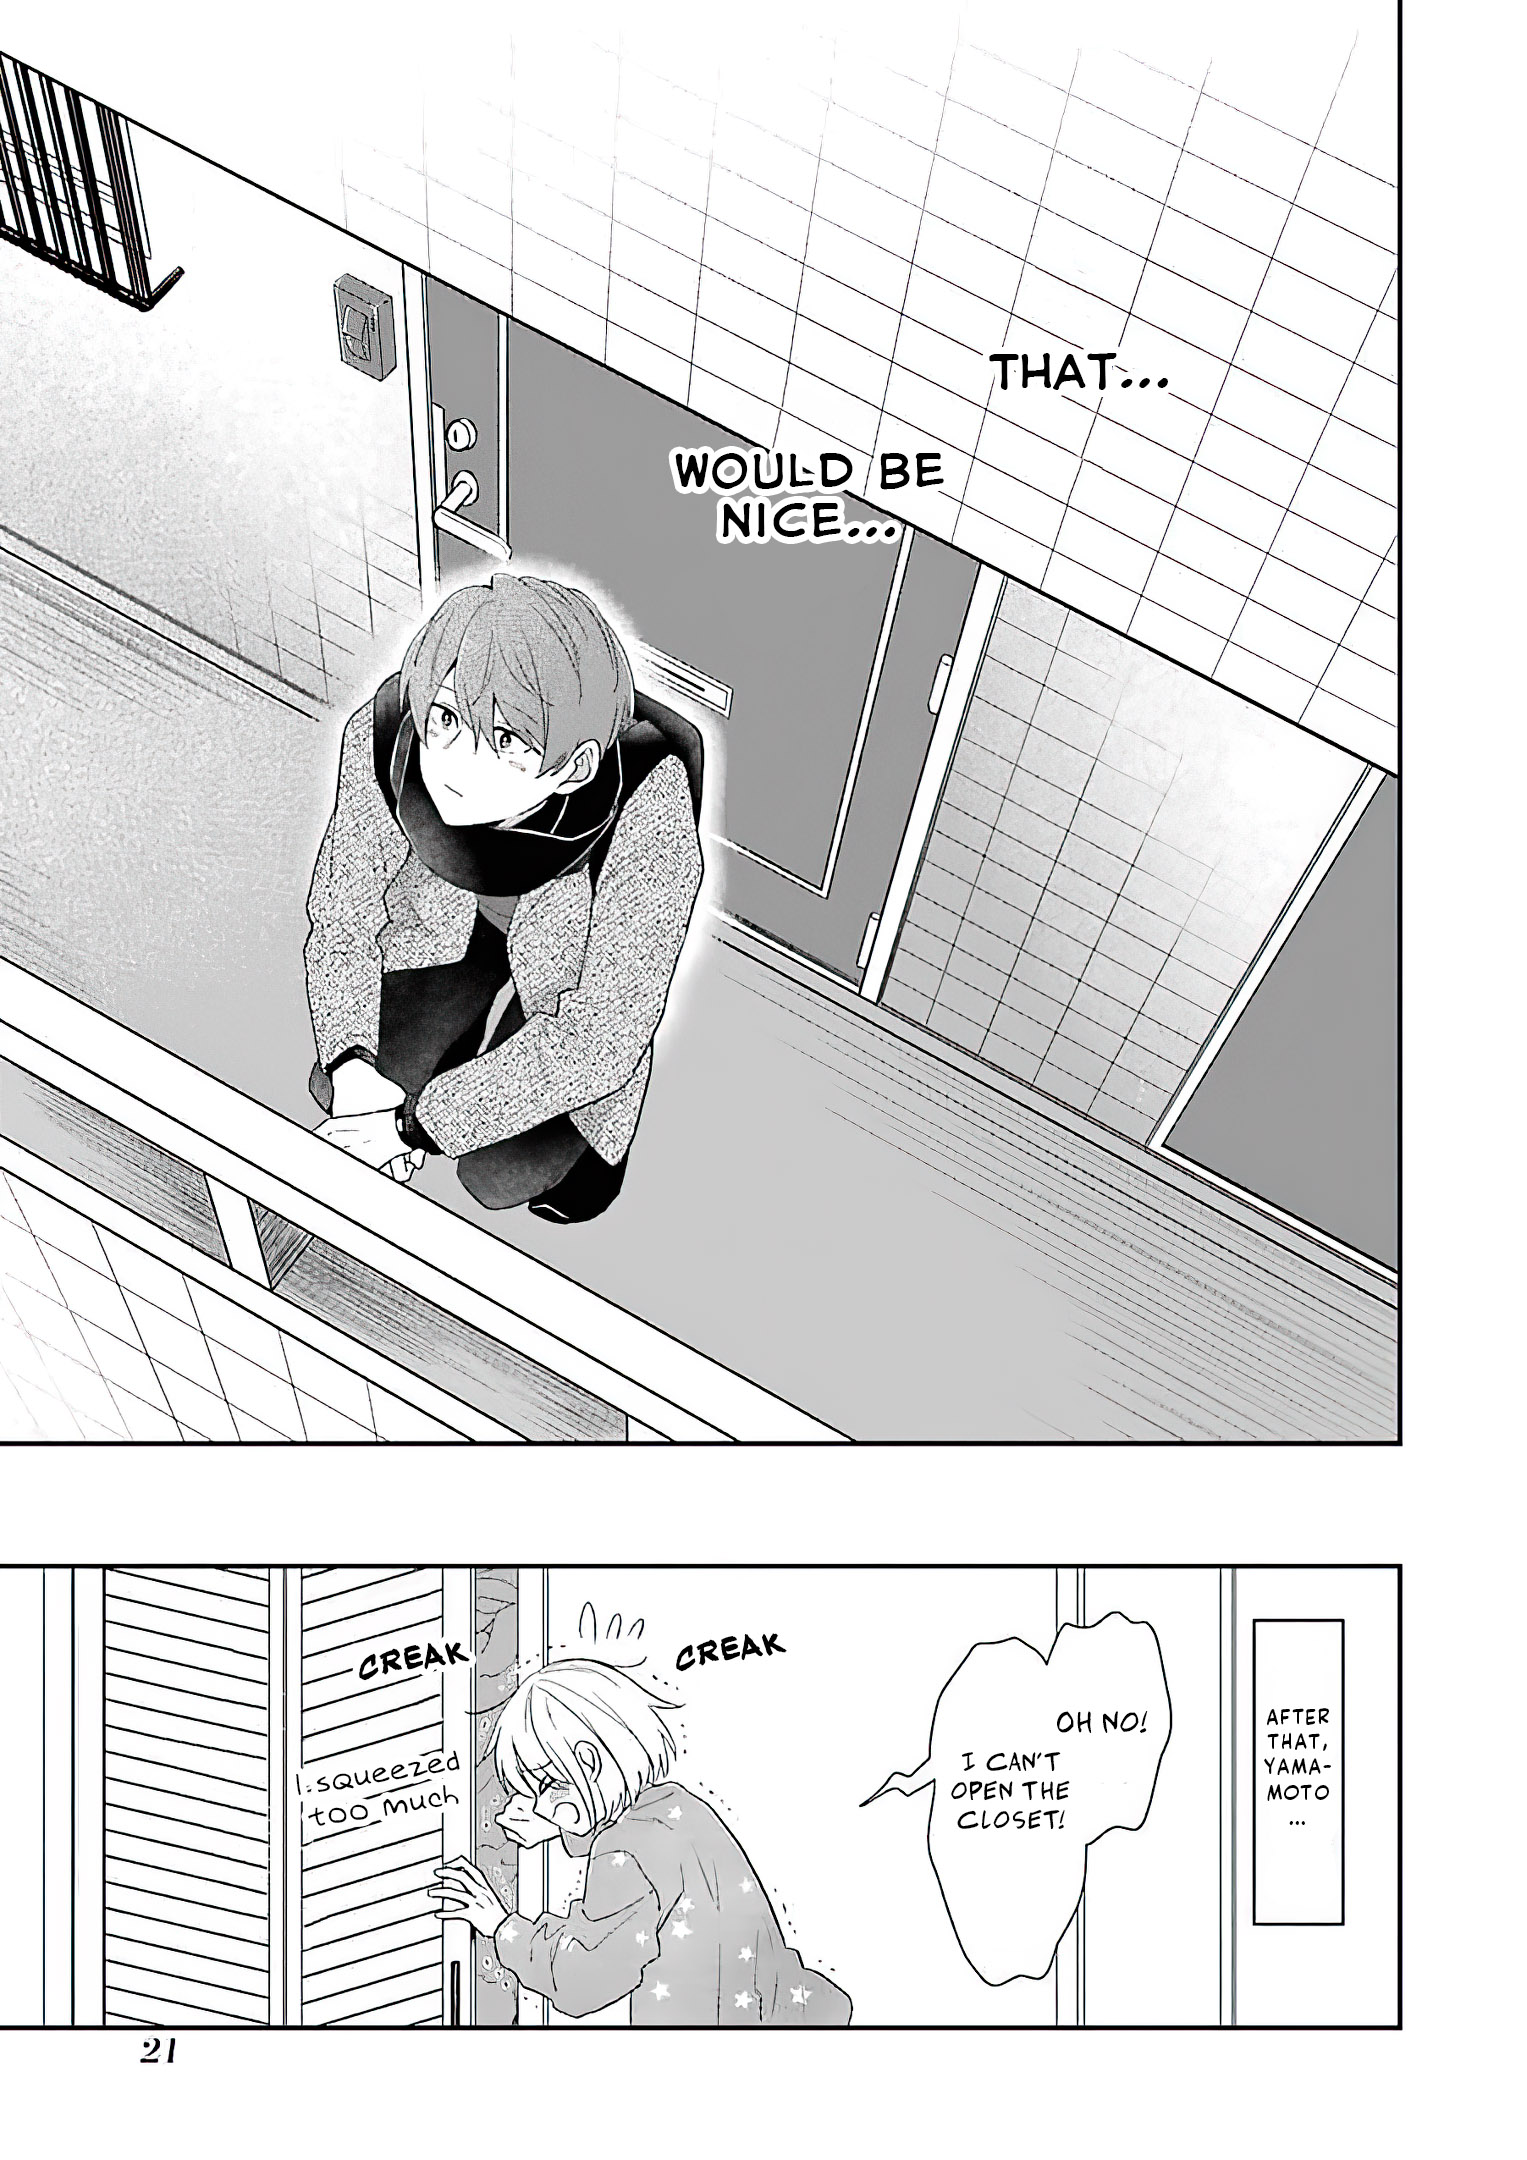 THAT...
WOULD BE
NICE...
AFTER
THAT,
YAMA-
MOTO
...
OH NO!
I CAN'T
OPEN THE
CLOSET!
CREAK
CREAK
I squeezed
too much
21